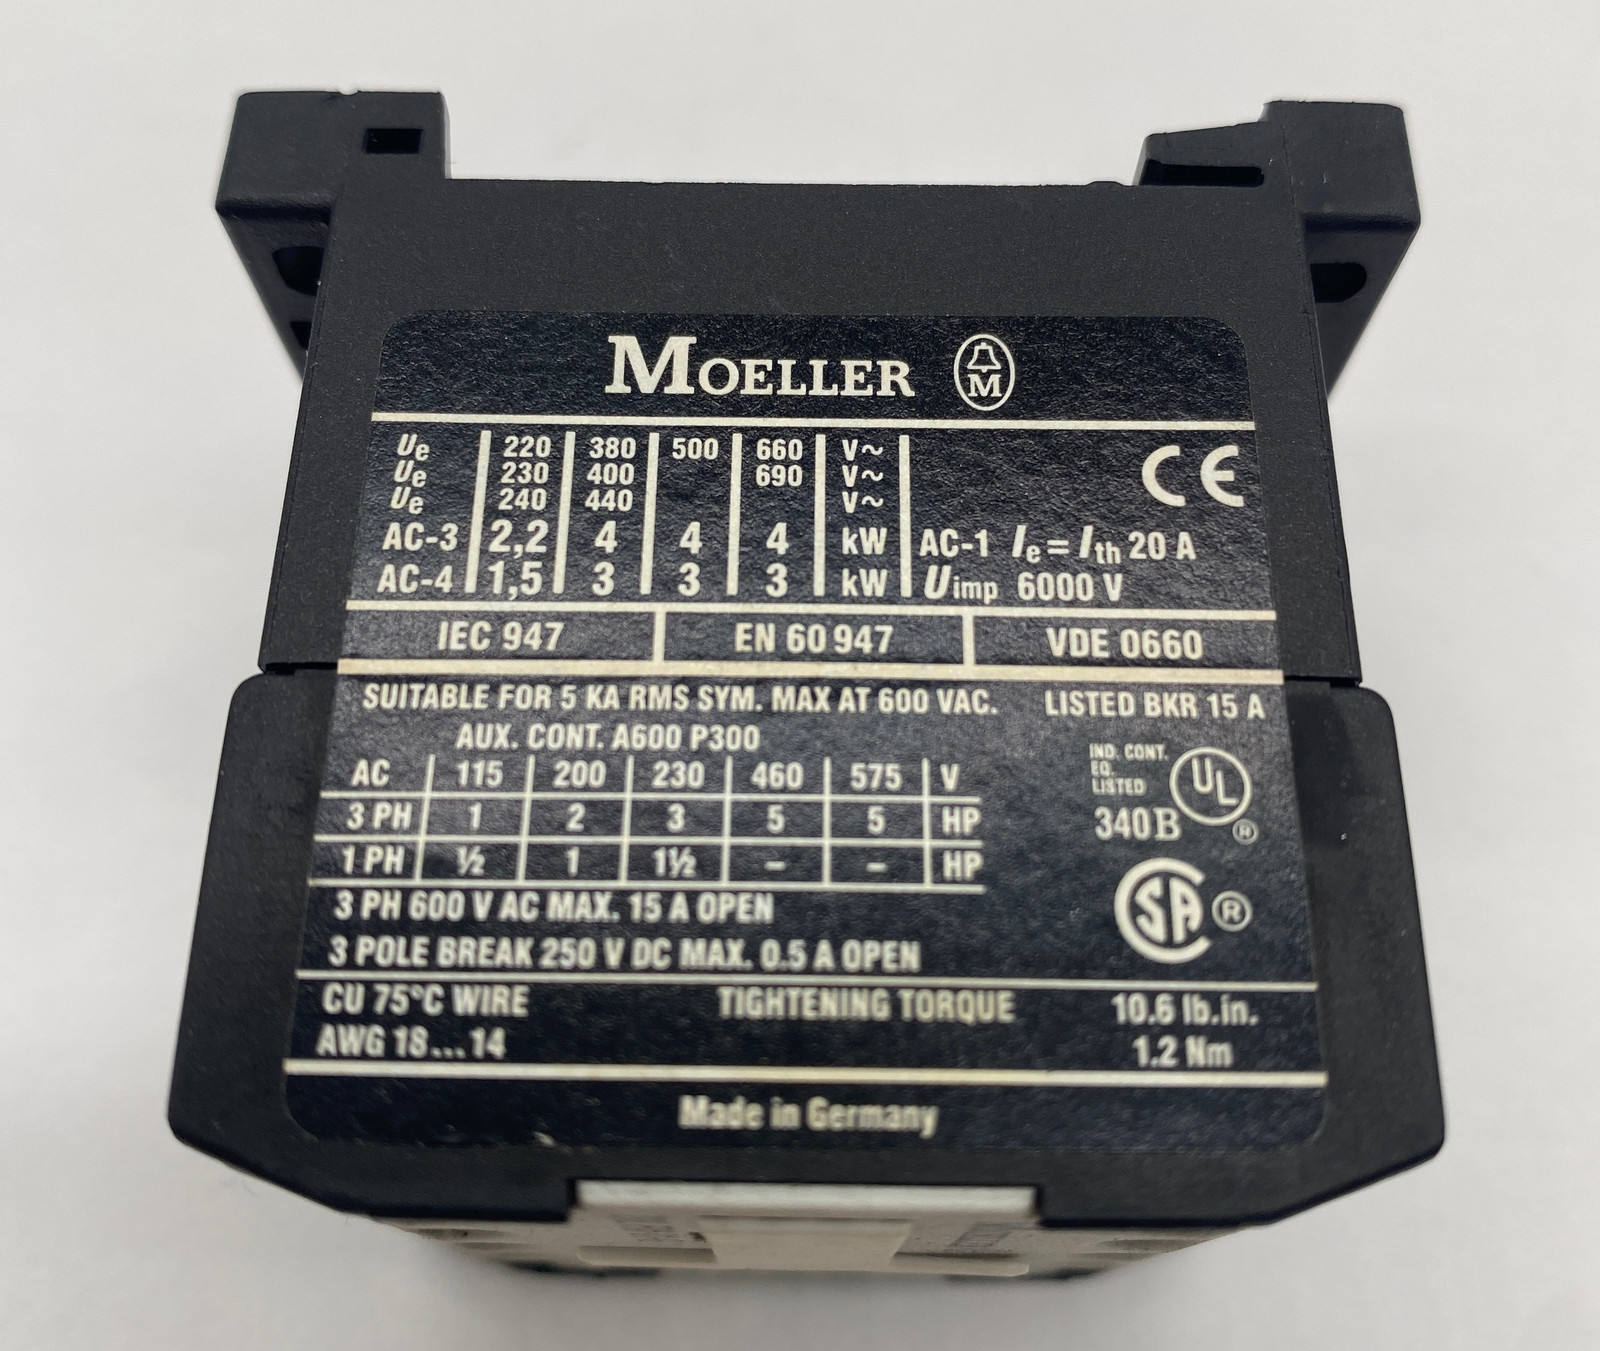 MOELLER M
Ue 220 380 500 660 V~
Ue 230 400 690 V~
Ue 240 440 V~
CE
AC-3 2,2 4 4 4 kW AC-1 Ie = Ith 20 A
AC-4 1,5 3 3 3 kW Uimp 6000 V
IEC 947 EN 60 947 VDE 0660
SUITABLE FOR 5 KA RMS SYM. MAX AT 600 VAC. LISTED BKR 15 A
AUX. CONT. A600 P300
AC 115 200 230 460 575 V
3 PH 1 2 3 5 5 HP
1 PH ½ 1 1½ – – HP
IND. CONT.
EQ.
LISTED
340B
UL ®
SA ®
3 PH 600 V AC MAX. 15 A OPEN
3 POLE BREAK 250 V DC MAX. 0.5 A OPEN
CU 75°C WIRE TIGHTENING TORQUE 10.6 lb.in.
AWG 18...14 1.2 Nm
Made in Germany